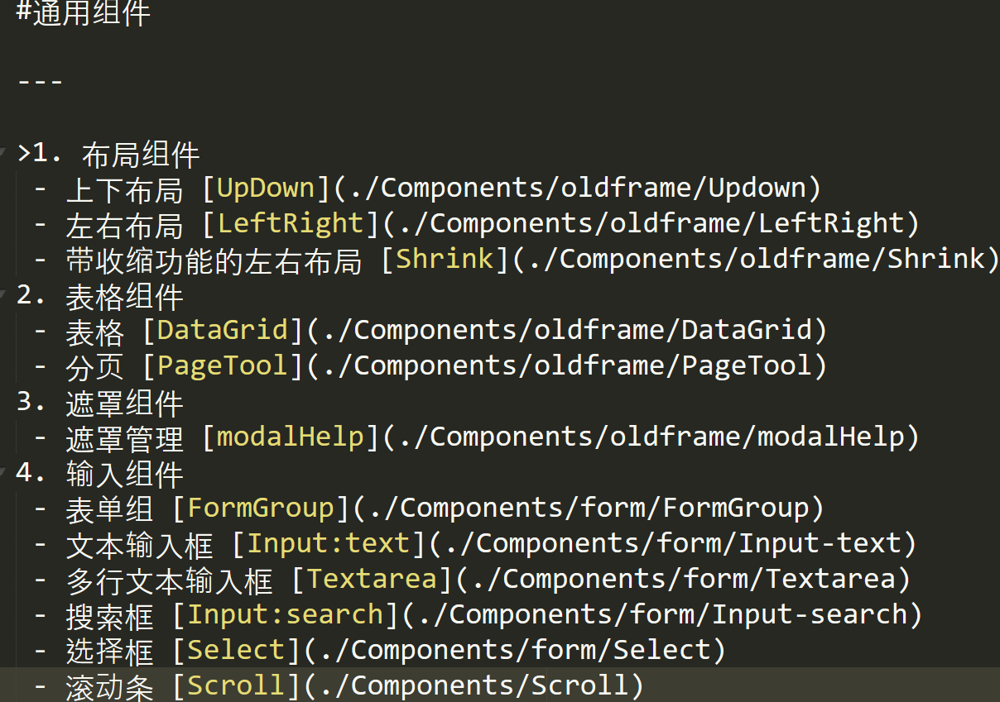 #通用组件
---
>1. 布局组件
- 上下布局 [UpDown](./Components/oldframe/Updown)
- 左右布局 [LeftRight](./Components/oldframe/LeftRight)
- 带收缩功能的左右布局 [Shrink](./Components/oldframe/Shrink)
2. 表格组件
- 表格 [DataGrid](./Components/oldframe/DataGrid)
- 分页 [PageTool](./Components/oldframe/PageTool)
3. 遮罩组件
- 遮罩管理 [modalHelp](./Components/oldframe/modalHelp)
4. 输入组件
- 表单组 [FormGroup](./Components/form/FormGroup)
- 文本输入框 [Input:text](./Components/form/Input-text)
- 多行文本输入框 [Textarea](./Components/form/Textarea)
- 搜索框 [Input:search](./Components/form/Input-search)
- 选择框 [Select](./Components/form/Select)
- 滚动条 [Scroll](./Components/Scroll)